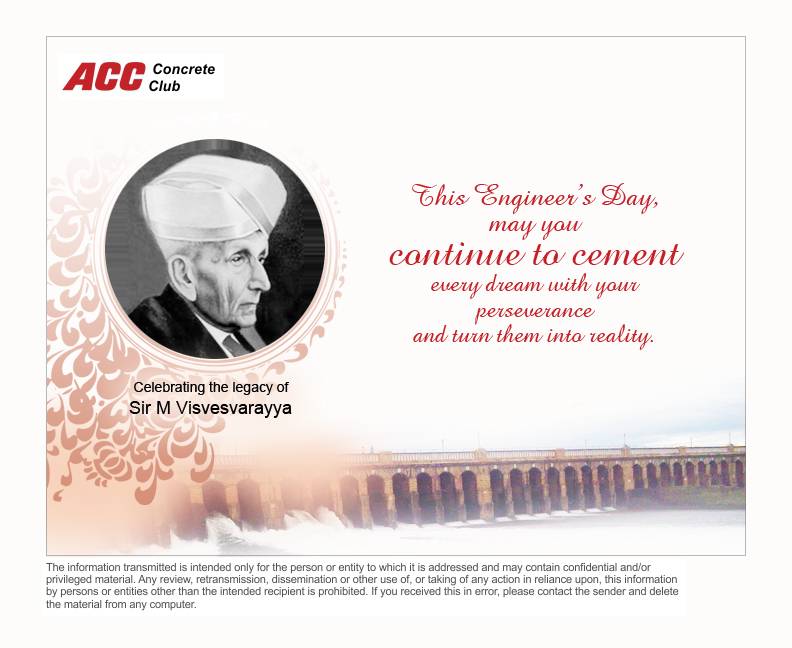 ACC Concrete
Club
This Engineer's Day,
may you
continue to cement
every dream with your
perseverance
and turn them into reality.
Celebrating the legacy of
Sir M Visvesvarayya
The information transmitted is intended only for the person or entity to which it is addressed and may contain confidential and/or
privileged material. Any review, retransmission, dissemination or other use of, or taking of any action in reliance upon, this information
by persons or entities other than the intended recipient is prohibited. If you received this in error, please contact the sender and delete
the material from any computer.